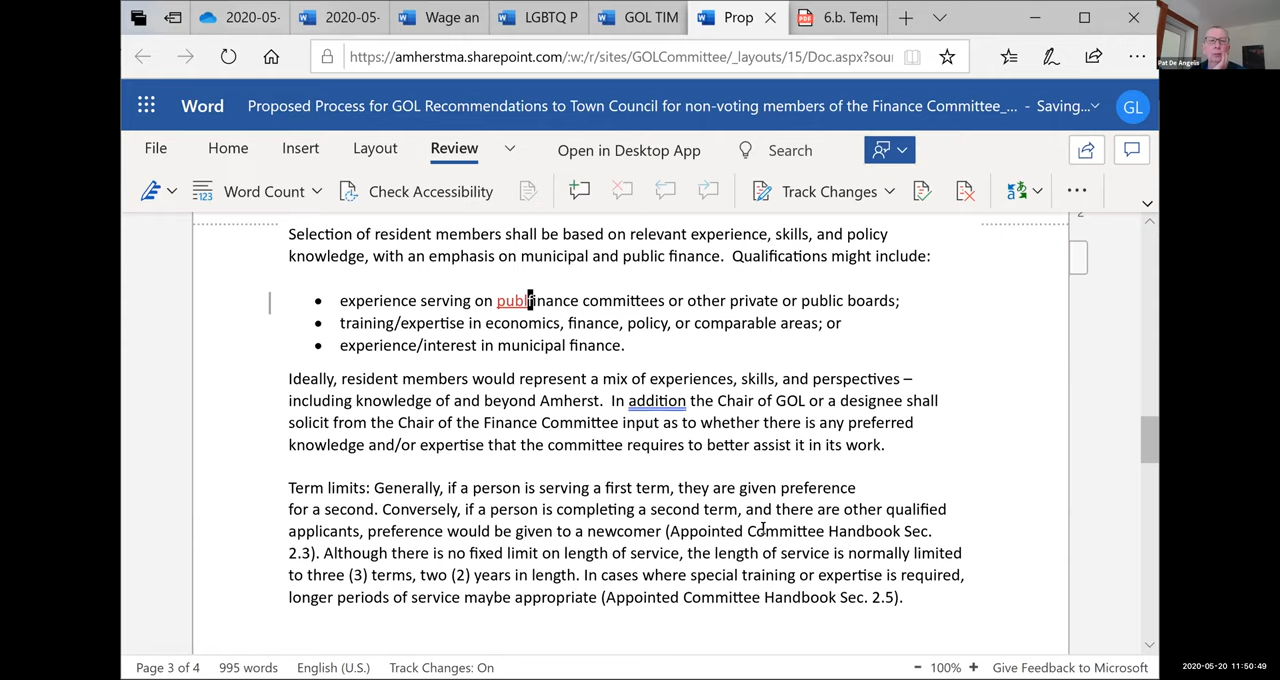 2020-05-
2020-05-
Wage an
LGBTQ P
GOL TIM
Prop
6.b. Temp
https://amherstma.sharepoint.com/:w:/r/sites/GOLCommittee/_layouts/15/Doc.aspx?sour
Pat De Angelis
Word
Proposed Process for GOL Recommendations to Town Council for non-voting members of the Finance Committee_... - Saving...
GL
File Home Insert Layout Review Open in Desktop App Search
Word Count Check Accessibility Track Changes
2
Selection of resident members shall be based on relevant experience, skills, and policy
knowledge, with an emphasis on municipal and public finance. Qualifications might include:
• experience serving on publfinance committees or other private or public boards;
• training/expertise in economics, finance, policy, or comparable areas; or
• experience/interest in municipal finance.
Ideally, resident members would represent a mix of experiences, skills, and perspectives –
including knowledge of and beyond Amherst. In addition the Chair of GOL or a designee shall
solicit from the Chair of the Finance Committee input as to whether there is any preferred
knowledge and/or expertise that the committee requires to better assist it in its work.
Term limits: Generally, if a person is serving a first term, they are given preference
for a second. Conversely, if a person is completing a second term, and there are other qualified
applicants, preference would be given to a newcomer (Appointed Committee Handbook Sec.
2.3). Although there is no fixed limit on length of service, the length of service is normally limited
to three (3) terms, two (2) years in length. In cases where special training or expertise is required,
longer periods of service maybe appropriate (Appointed Committee Handbook Sec. 2.5).
Page 3 of 4 995 words English (U.S.) Track Changes: On - 100% + Give Feedback to Microsoft
2020-05-20 11:50:49